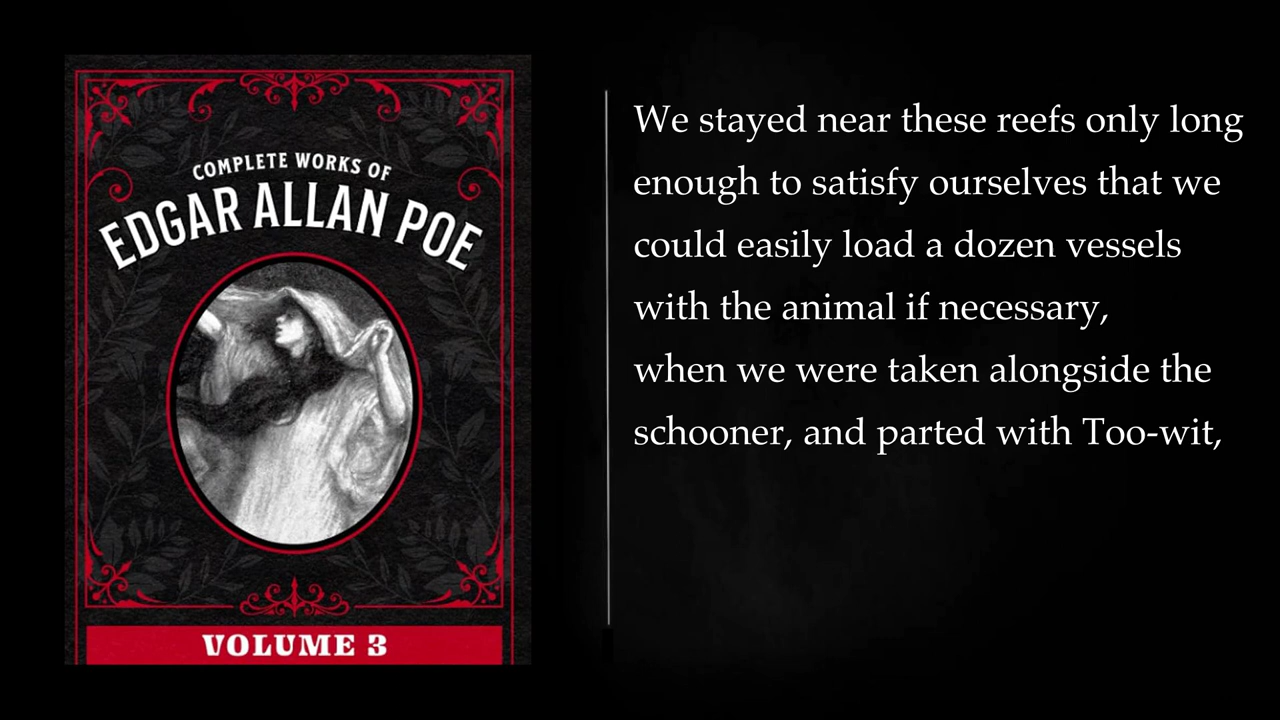 COMPLETE WORKS OF
EDGAR ALLAN POE
VOLUME 3
We stayed near these reefs only long
enough to satisfy ourselves that we
could easily load a dozen vessels
with the animal if necessary,
when we were taken alongside the
schooner, and parted with Too-wit,